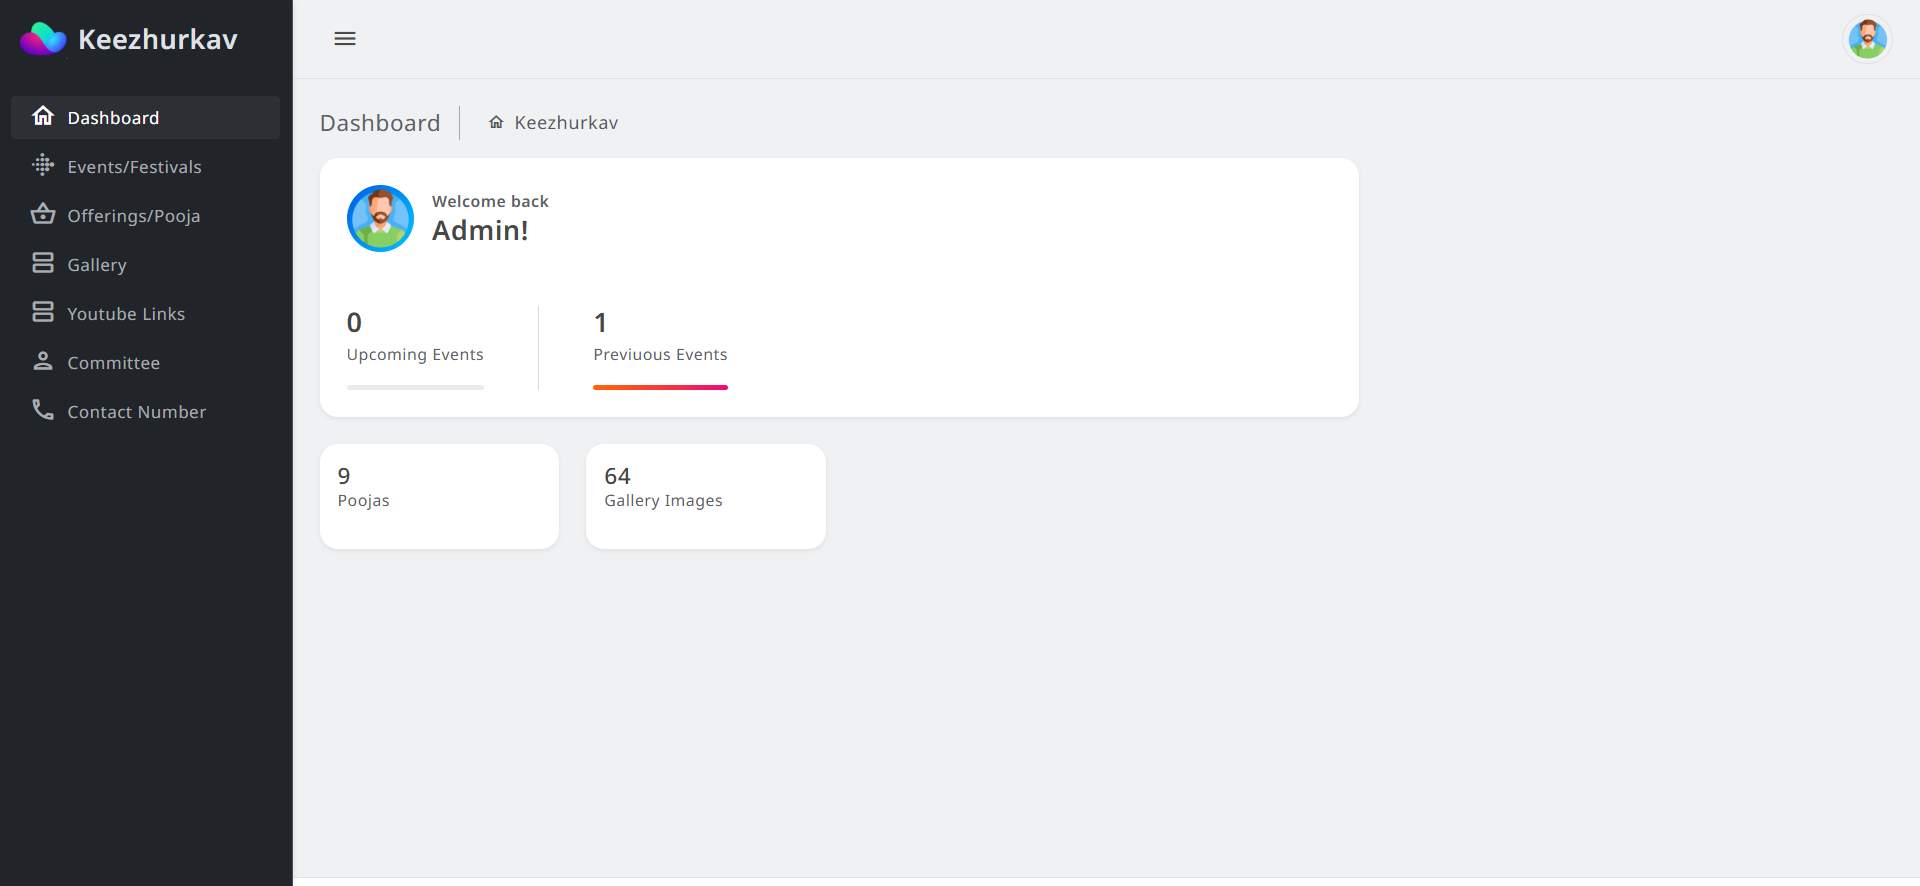 Keezhurkav
Dashboard
Events/Festivals
Offerings/Pooja
Gallery
Youtube Links
Committee
Contact Number
Dashboard
Keezhurkav
Welcome back
Admin!
0
Upcoming Events
1
Previuous Events
9
Poojas
64
Gallery Images